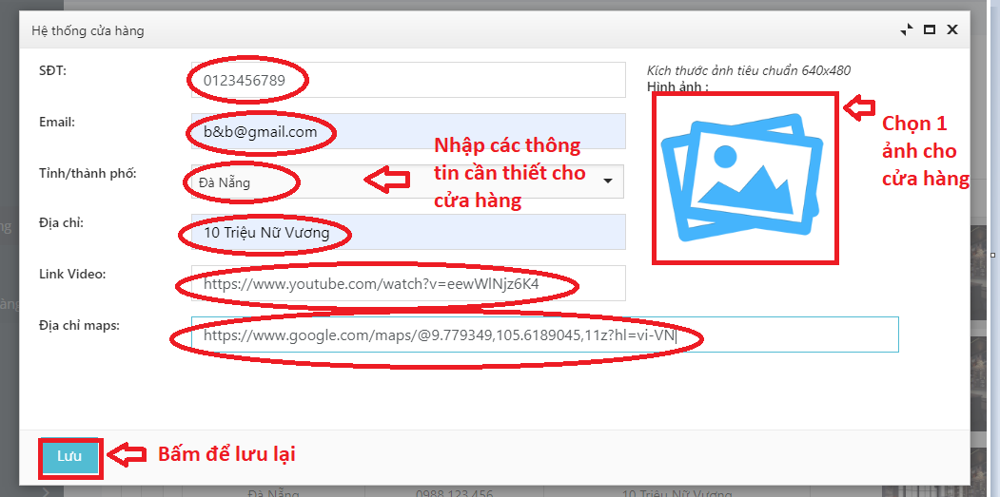 Hệ thống cửa hàng
SĐT:
0123456789
Kích thước ảnh tiêu chuẩn 640x480
Hình ảnh :
Email:
b&b@gmail.com
Chọn 1
ảnh cho
cửa hàng
Nhập các thông
tin cần thiết cho
cửa hàng
Tỉnh/thành phố:
Đà Nẵng
Địa chỉ:
10 Triệu Nữ Vương
Link Video:
https://www.youtube.com/watch?v=eewWlNjz6K4
Địa chỉ maps:
https://www.google.com/maps/@9.779349,105.6189045,11z?hl=vi-VN
Lưu
Bấm để lưu lại
Đà Nẵng
0988 123 456
10 Triệu Nữ Vương